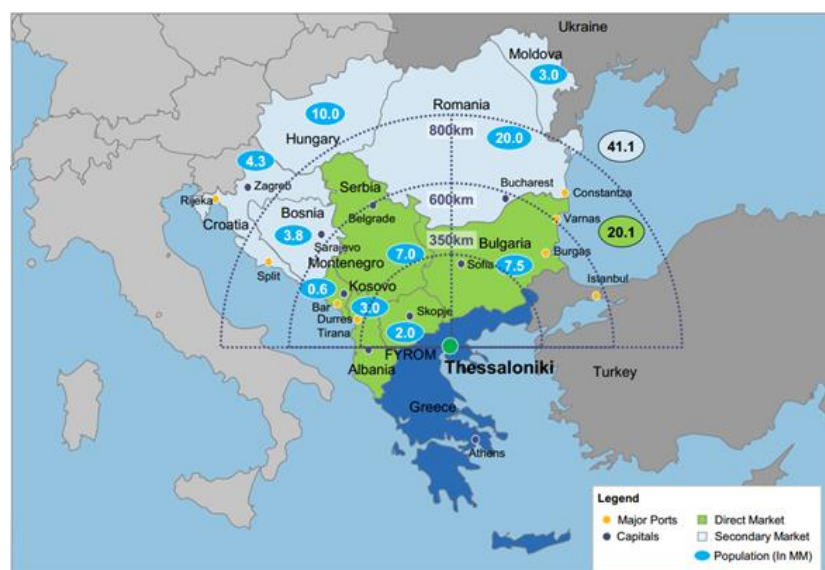 Ukraine
Moldova
3.0
10.0
Romania
Hungary
800km
20.0
41.1
4.3
Zagreb
Serbia
Bucharest
Constantza
Rijeka
600km
Belgrade
Varnas
Croatia
Bosnia
20.1
3.8
350km
Bulgaria
Sarajevo
7.0
Burgas
Split
Montenegro
Sofia
7.5
Istanbul
0.6
Kosovo
Bar
3.0
Skopje
Durres
2.0
Tirana
FYROM
Thessaloniki
Albania
Turkey
Greece
Athens
Legend
Major Ports
Direct Market
Capitals
Secondary Market
Population (In MM)